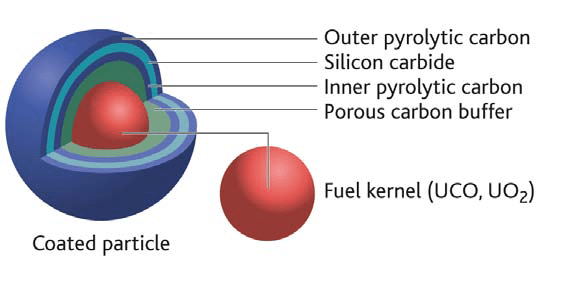 Outer pyrolytic carbon
Silicon carbide
Inner pyrolytic carbon
Porous carbon buffer
Fuel kernel (UCO, UO₂)
Coated particle